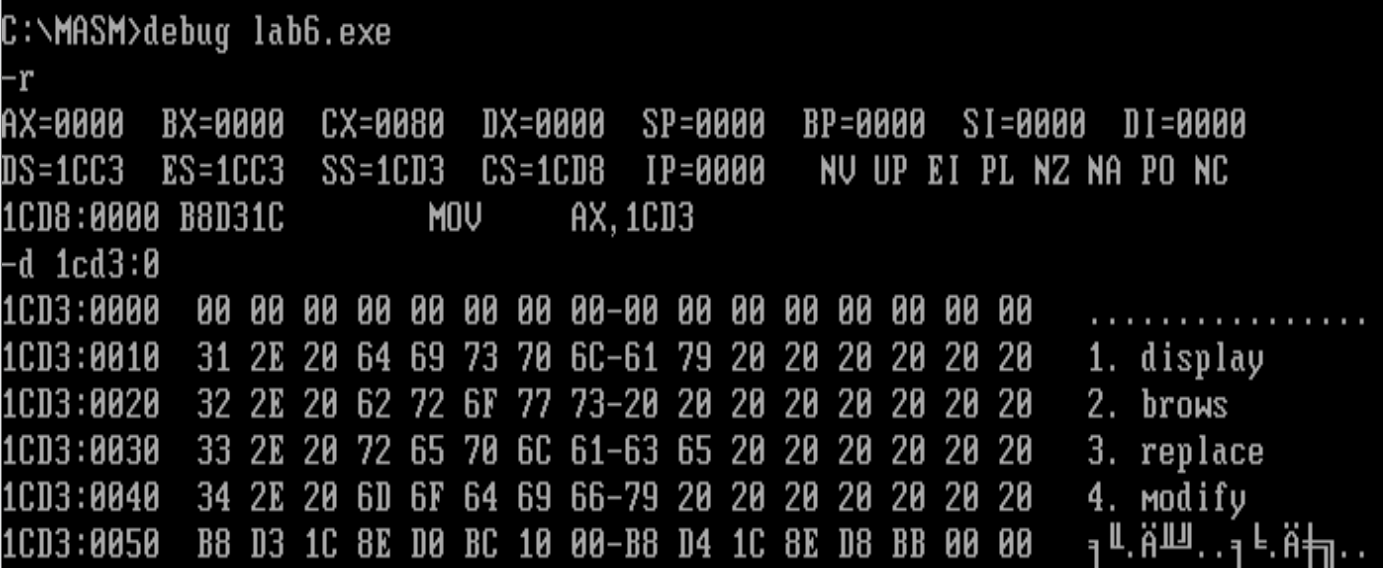 C:\MASM>debug lab6.exe
-r
AX=0000  BX=0000  CX=0080  DX=0000  SP=0000  BP=0000  SI=0000  DI=0000
DS=1CC3  ES=1CC3  SS=1CD3  CS=1CD8  IP=0000   NV UP EI PL NZ NA PO NC
1CD8:0000 B8D31C        MOV     AX,1CD3
-d 1cd3:0
1CD3:0000  00 00 00 00 00 00 00 00-00 00 00 00 00 00 00 00   ................
1CD3:0010  31 2E 20 64 69 73 70 6C-61 79 20 20 20 20 20 20   1. display
1CD3:0020  32 2E 20 62 72 6F 77 73-20 20 20 20 20 20 20 20   2. brows
1CD3:0030  33 2E 20 72 65 70 6C 61-63 65 20 20 20 20 20 20   3. replace
1CD3:0040  34 2E 20 6D 6F 64 69 66-79 20 20 20 20 20 20 20   4. modify
1CD3:0050  B8 D3 1C 8E D0 BC 10 00-B8 D4 1C 8E D8 BB 00 00   ╕╙.Ä╨╝..╕╘.Ä╪╗..